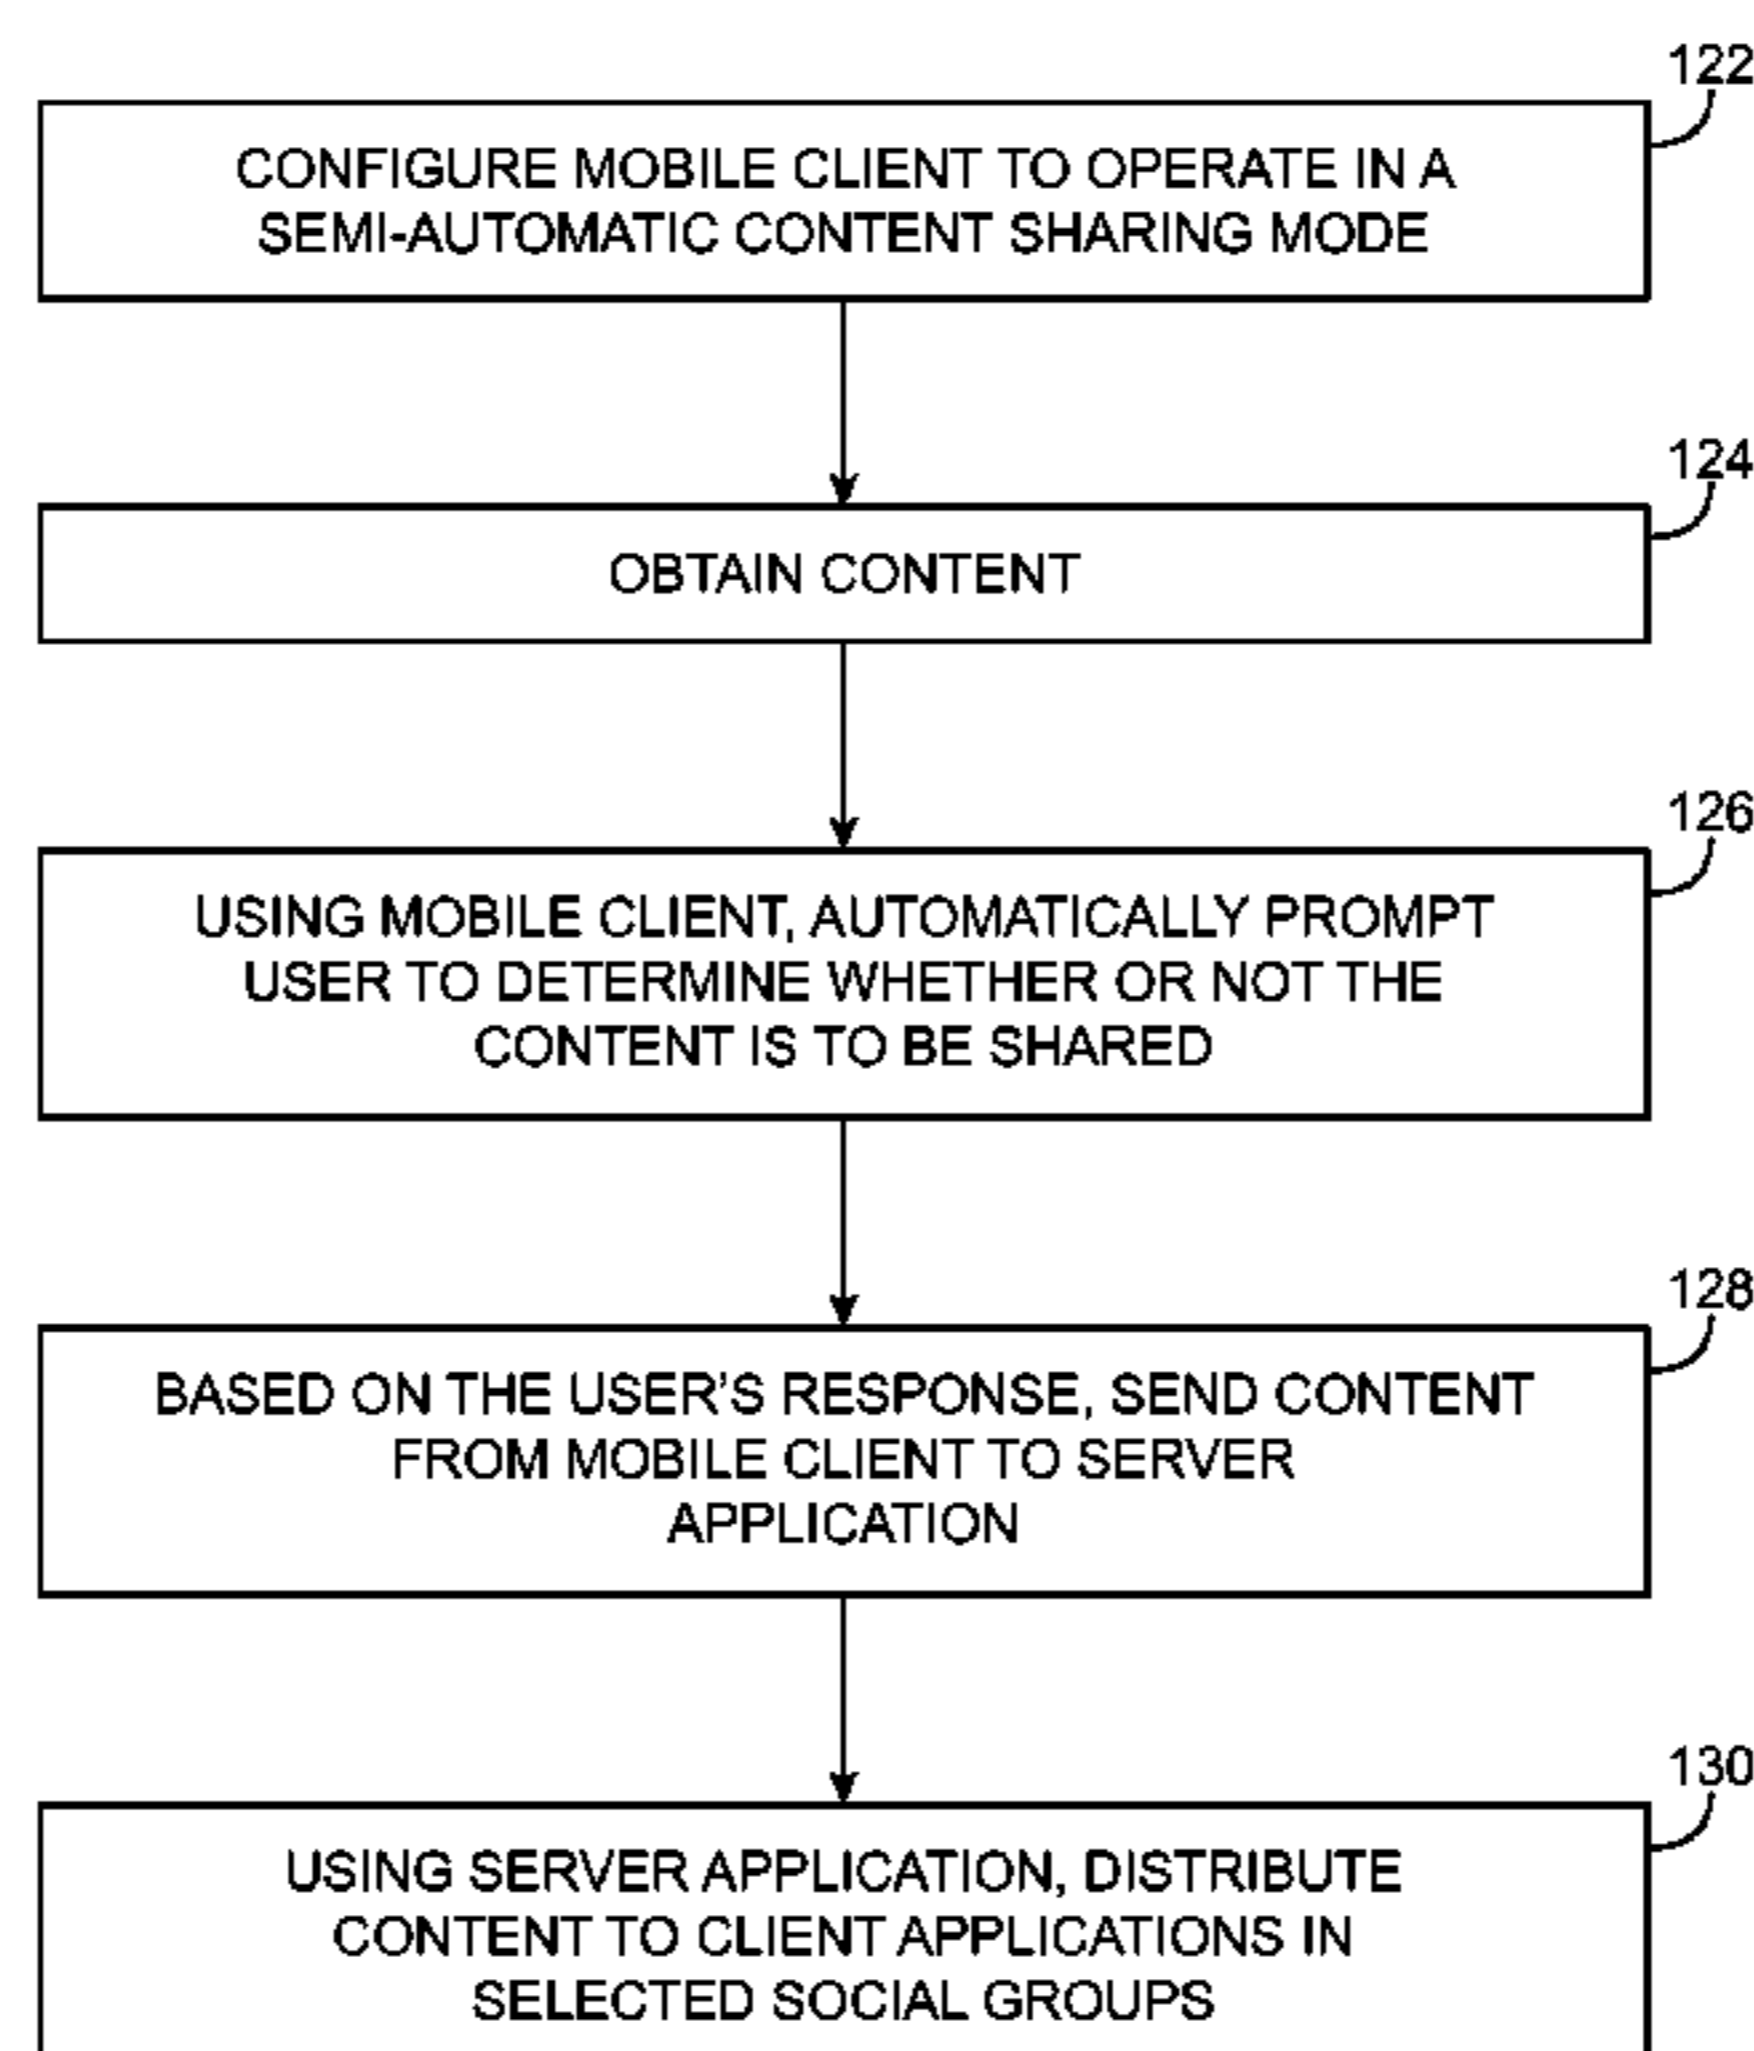 122
CONFIGURE MOBILE CLIENT TO OPERATE IN A
SEMI-AUTOMATIC CONTENT SHARING MODE
124
OBTAIN CONTENT
126
USING MOBILE CLIENT, AUTOMATICALLY PROMPT
USER TO DETERMINE WHETHER OR NOT THE
CONTENT IS TO BE SHARED
128
BASED ON THE USER’S RESPONSE, SEND CONTENT
FROM MOBILE CLIENT TO SERVER
APPLICATION
130
USING SERVER APPLICATION, DISTRIBUTE
CONTENT TO CLIENT APPLICATIONS IN
SELECTED SOCIAL GROUPS